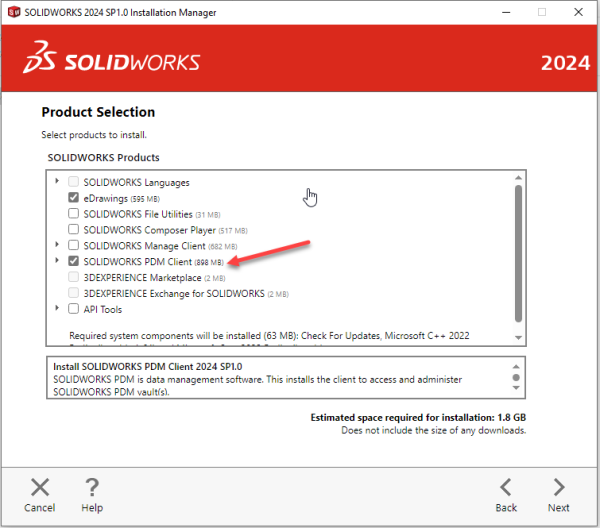 SOLIDWORKS 2024 SP1.0 Installation Manager
SOLIDWORKS
2024
Product Selection
Select products to install.
SOLIDWORKS Products
SOLIDWORKS Languages
eDrawings (595 MB)
SOLIDWORKS File Utilities (31 MB)
SOLIDWORKS Composer Player (517 MB)
SOLIDWORKS Manage Client (682 MB)
SOLIDWORKS PDM Client (898 MB)
3DEXPERIENCE Marketplace (2 MB)
3DEXPERIENCE Exchange for SOLIDWORKS (2 MB)
API Tools
Required system components will be installed (63 MB): Check For Updates, Microsoft C++ 2022
Install SOLIDWORKS PDM Client 2024 SP1.0
SOLIDWORKS PDM is data management software. This installs the client to access and administer
SOLIDWORKS PDM vault(s).
Estimated space required for installation: 1.8 GB
Does not include the size of any downloads.
Cancel
Help
Back
Next